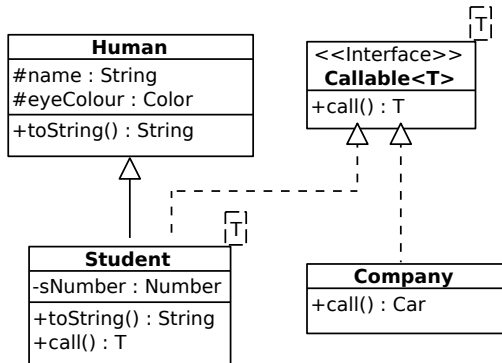 Human
#name : String
#eyeColour : Color
+toString() : String
T
<<Interface>>
Callable<T>
+call() : T
T
Student
-sNumber : Number
+toString() : String
+call() : T
Company
+call() : Car